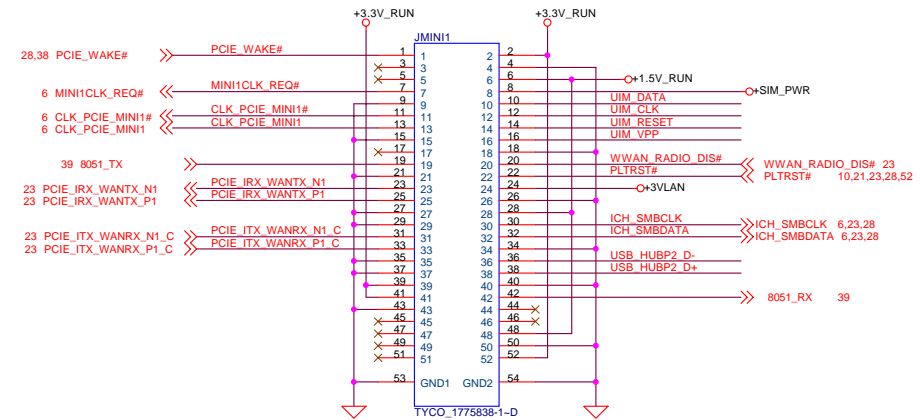 +3.3V_RUN +3.3V_RUN
JMINI1
28,38 PCIE_WAKE# PCIE_WAKE# 1 1 2 2
3 3 4 4
5 5 6 6 +1.5V_RUN
6 MINI1CLK_REQ# MINI1CLK_REQ# 7 7 8 8 +SIM_PWR
9 9 10 10 UIM_DATA
6 CLK_PCIE_MINI1# CLK_PCIE_MINI1# 11 11 12 12 UIM_CLK
6 CLK_PCIE_MINI1 CLK_PCIE_MINI1 13 13 14 14 UIM_RESET
15 15 16 16 UIM_VPP
17 17 18 18
39 8051_TX 19 19 20 20 WWAN_RADIO_DIS# WWAN_RADIO_DIS# 23
21 21 22 22 PLTRST# PLTRST# 10,21,23,28,52
23 PCIE_IRX_WANTX_N1 PCIE_IRX_WANTX_N1 23 23 24 24 +3VLAN
23 PCIE_IRX_WANTX_P1 PCIE_IRX_WANTX_P1 25 25 26 26
27 27 28 28
29 29 30 30 ICH_SMBCLK ICH_SMBCLK 6,23,28
23 PCIE_ITX_WANRX_N1_C PCIE_ITX_WANRX_N1_C 31 31 32 32 ICH_SMBDATA ICH_SMBDATA 6,23,28
23 PCIE_ITX_WANRX_P1_C PCIE_ITX_WANRX_P1_C 33 33 34 34
35 35 36 36 USB_HUBP2_D-
37 37 38 38 USB_HUBP2_D+
39 39 40 40
41 41 42 42 8051_RX 39
43 43 44 44
45 45 46 46
47 47 48 48
49 49 50 50
51 51 52 52
53 GND1 GND2 54
TYCO_1775838-1~D